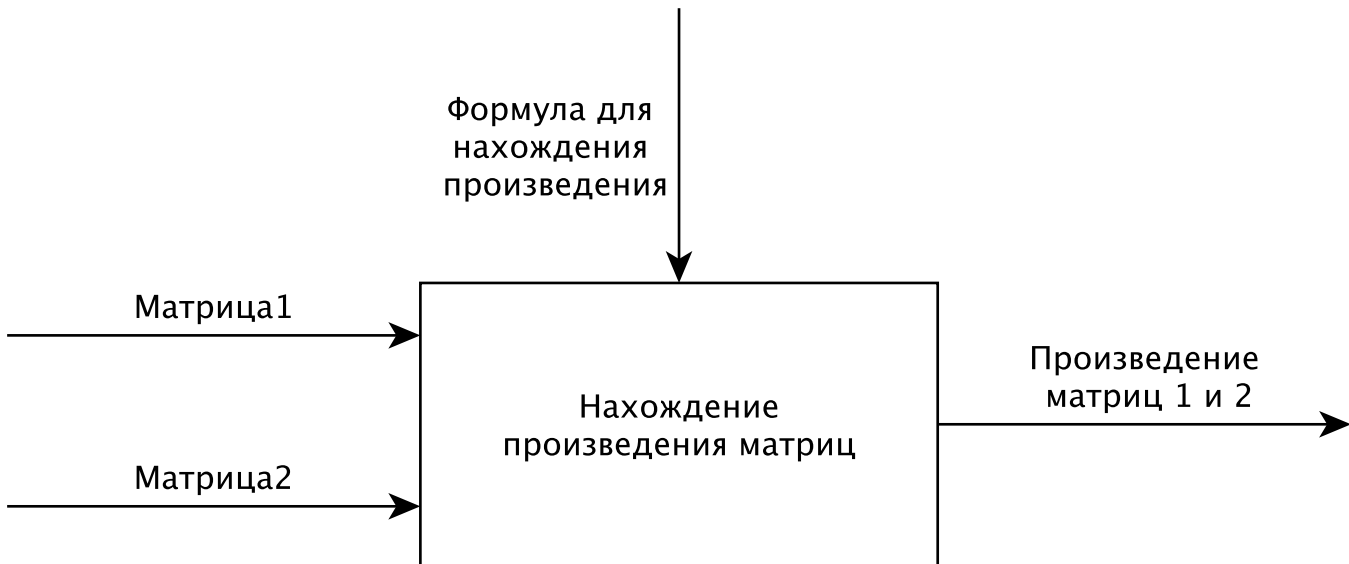 Формула для
нахождения
произведения
Матрица1
Матрица2
Нахождение
произведения матриц
Произведение
матриц 1 и 2